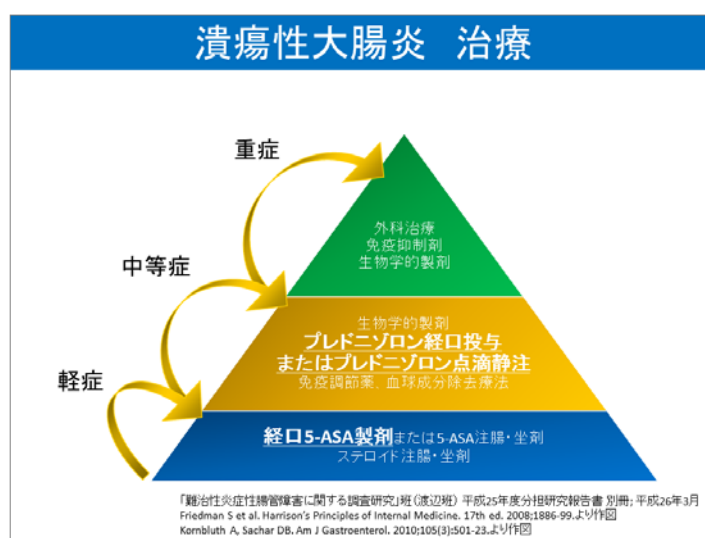 潰瘍性大腸炎 治療
重症
外科治療
免疫抑制剤
生物学的製剤
中等症
生物学的製剤
プレドニゾロン経口投与
またはプレドニゾロン点滴静注
免疫調節薬、血球成分除去療法
軽症
経口5-ASA製剤または5-ASA注腸・坐剤
ステロイド注腸・坐剤
「難治性炎症性腸管障害に関する調査研究」班(渡辺班) 平成25年度分担研究報告書 別冊; 平成26年3月
Friedman S et al. Harrison's Principles of Internal Medicine. 17th ed. 2008;1886-99.より作図
Kornbluth A, Sachar DB. Am J Gastroenterol. 2010;105(3):501-23.より作図